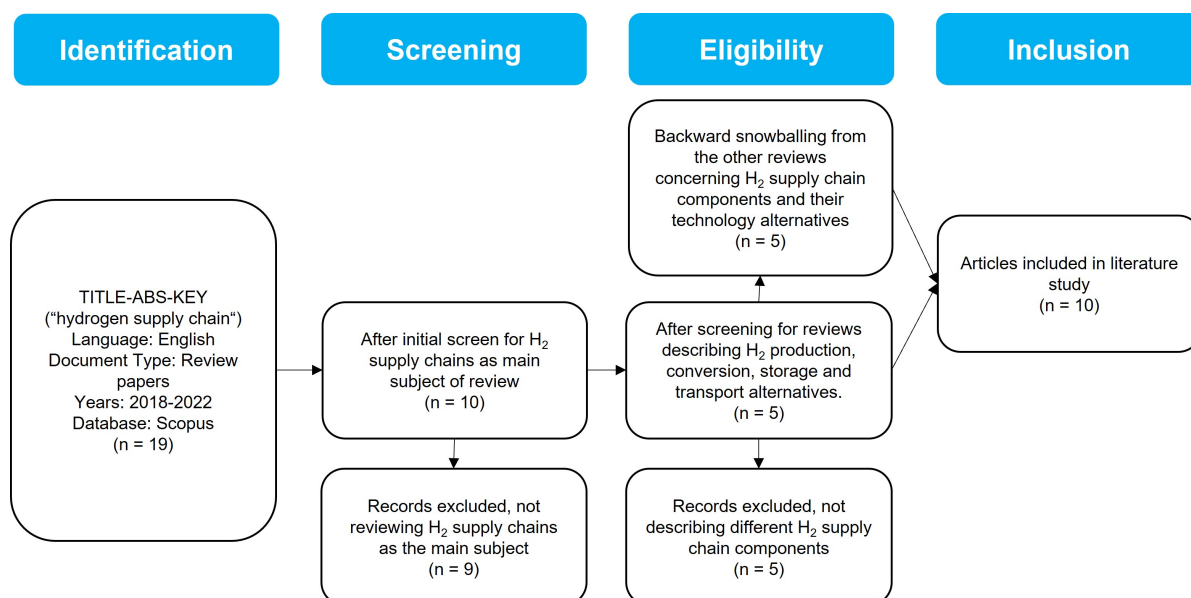 Identification
Screening
Eligibility
Inclusion
TITLE-ABS-KEY
(“hydrogen supply chain“)
Language: English
Document Type: Review
papers
Years: 2018-2022
Database: Scopus
(n = 19)
After initial screen for H₂
supply chains as main
subject of review
(n = 10)
Records excluded, not
reviewing H₂ supply chains
as the main subject
(n = 9)
Backward snowballing from
the other reviews
concerning H₂ supply chain
components and their
technology alternatives
(n = 5)
After screening for reviews
describing H₂ production,
conversion, storage and
transport alternatives.
(n = 5)
Records excluded, not
describing different H₂ supply
chain components
(n = 5)
Articles included in literature
study
(n = 10)